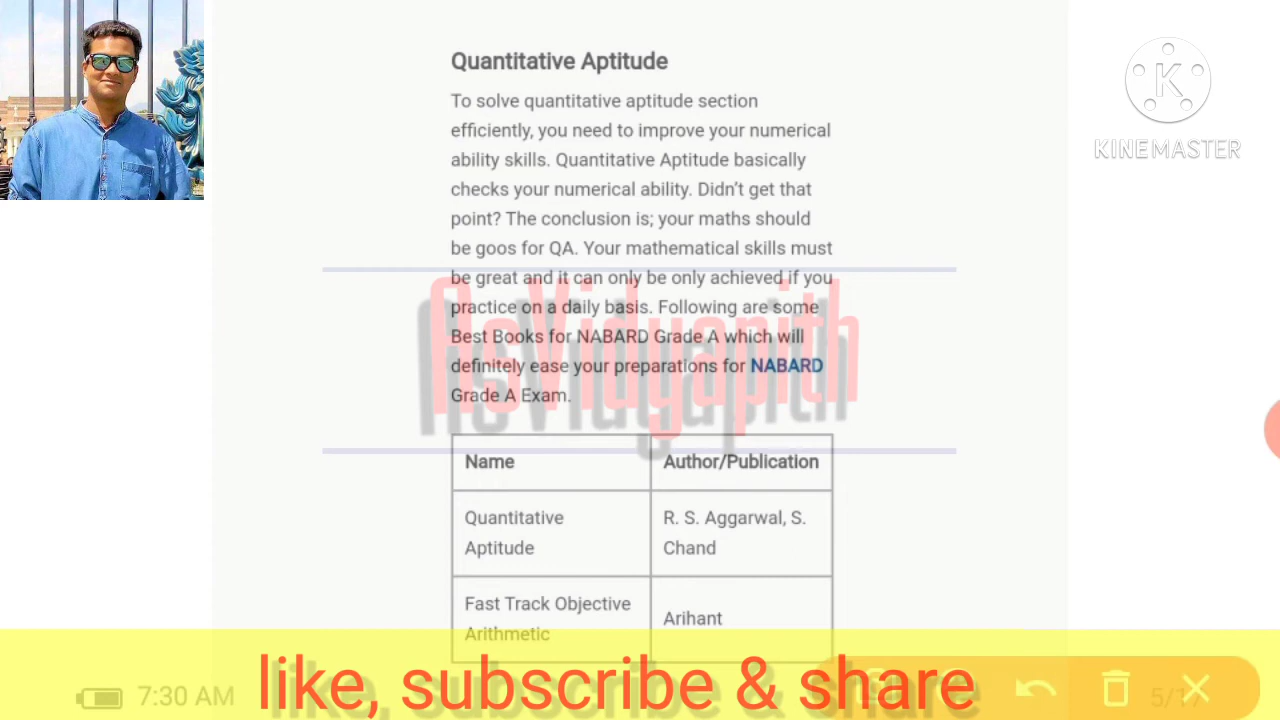 Quantitative Aptitude
To solve quantitative aptitude section
efficiently, you need to improve your numerical
ability skills. Quantitative Aptitude basically
checks your numerical ability. Didn't get that
point? The conclusion is; your maths should
be goos for QA. Your mathematical skills must
be great and it can only be only achieved if you
practice on a daily basis. Following are some
Best Books for NABARD Grade A which will
definitely ease your preparations for NABARD
Grade A Exam.
AsVidyapith
Name Author/Publication
Quantitative Aptitude R. S. Aggarwal, S. Chand
Fast Track Objective Arithmetic Arihant
K
KINEMASTER
7:30 AM
like, subscribe & share